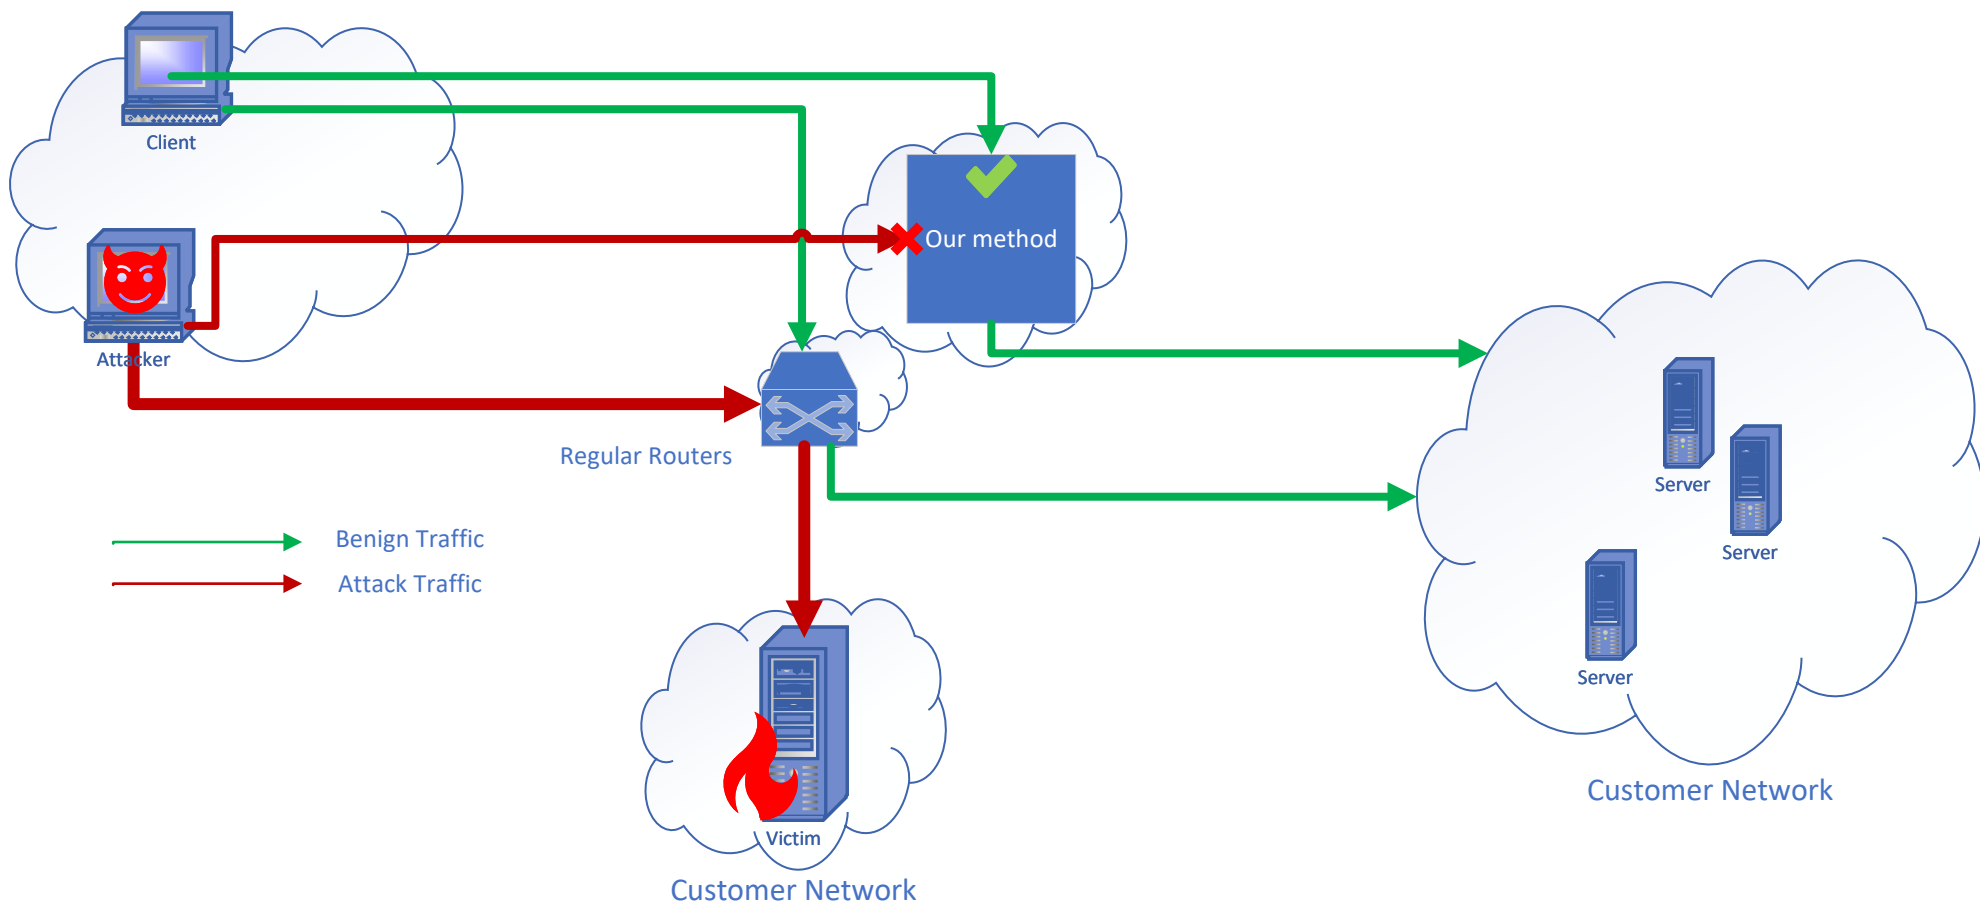 Client
Our method
Attacker
Regular Routers
Server
Server
Benign Traffic
Attack Traffic
Server
Customer Network
Victim
Customer Network